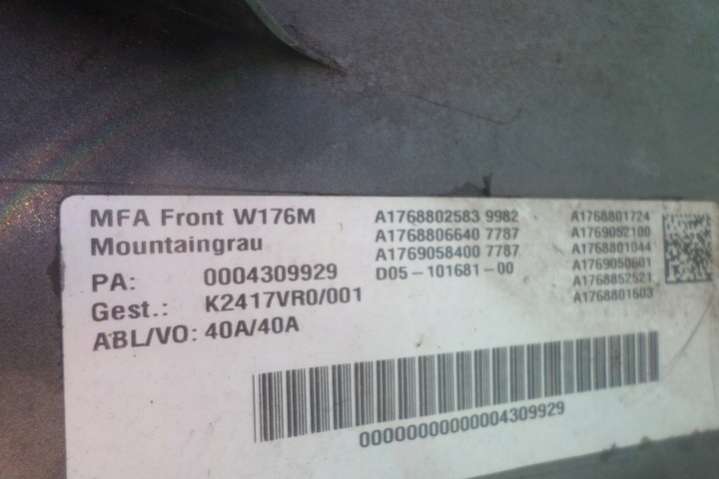 MFA Front W176M
Mountaingrau
PA: 0004309929
Gest.: K2417VR0/001
ABL/VO: 40A/40A
A1768802583 9982
A1768806640 7787
A1769058400 7787
D05-101681-00
A1768801724
A1769052100
A1768801044
A1769050601
A1768852521
A1768801503
00000000000004309929